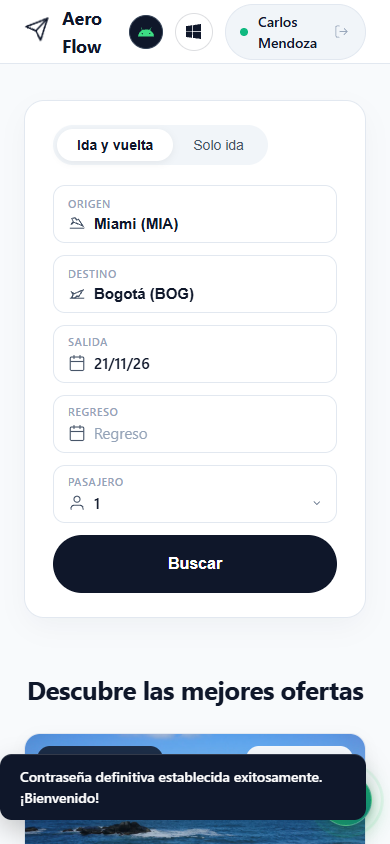 Aero
Flow
Carlos
Mendoza
Ida y vuelta
Solo ida
ORIGEN
Miami (MIA)
DESTINO
Bogotá (BOG)
SALIDA
21/11/26
REGRESO
Regreso
PASAJERO
1
Buscar
Descubre las mejores ofertas
Contraseña definitiva establecida exitosamente.
¡Bienvenido!